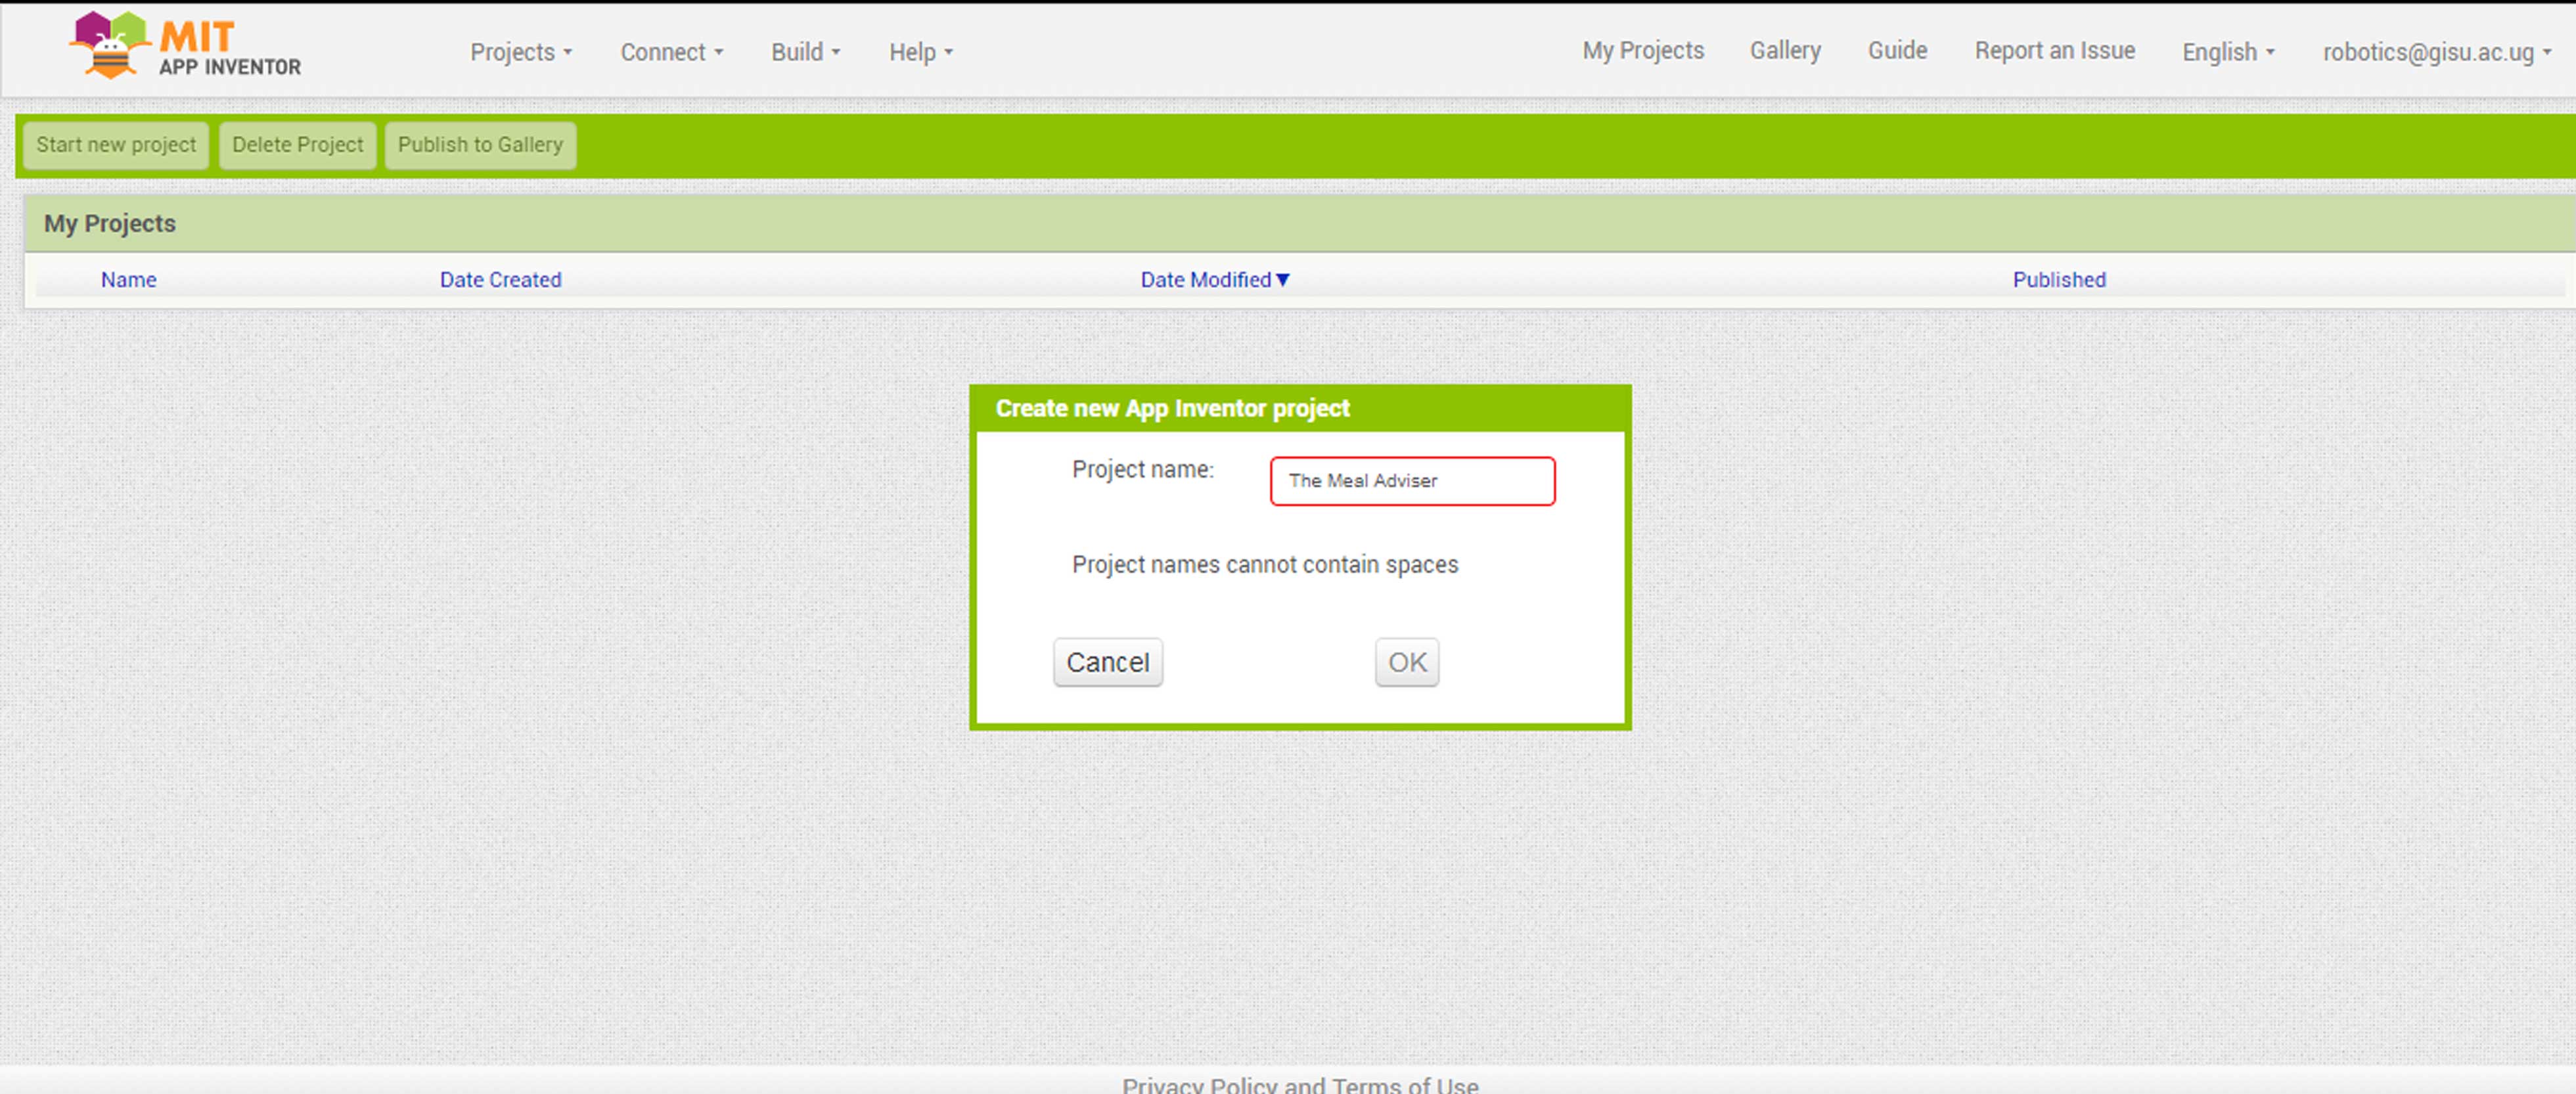 MIT
APP INVENTOR
Projects
Connect
Build
Help
My Projects
Gallery
Guide
Report an Issue
English
robotics@gisu.ac.ug
Start new project
Delete Project
Publish to Gallery
My Projects
Name
Date Created
Date Modified
Published
Create new App Inventor project
Project name:
The Meal Adviser
Project names cannot contain spaces
Cancel
OK
Privacy Policy and Terms of Use